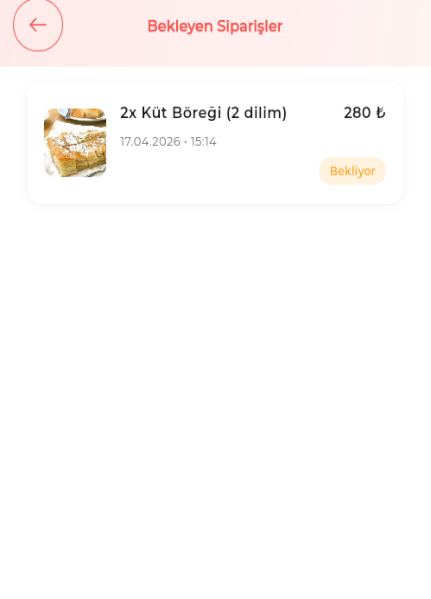 Bekleyen Siparişler
2x Küt Böreği (2 dilim) 280 ₺
17.04.2026 • 15:14
Bekliyor